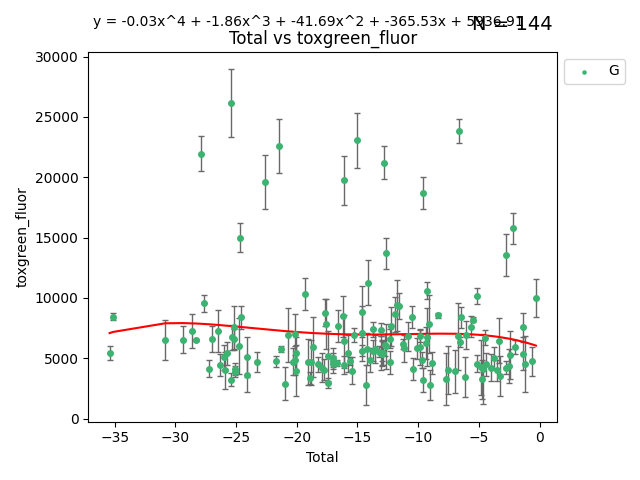 y = -0.03x^4 + -1.86x^3 + -41.69x^2 + -365.53x + 5936.91
N = 144
Total vs toxgreen_fluor
G
30000
25000
20000
15000
10000
5000
0
toxgreen_fluor
−35 −30 −25 −20 −15 −10 −5 0
Total